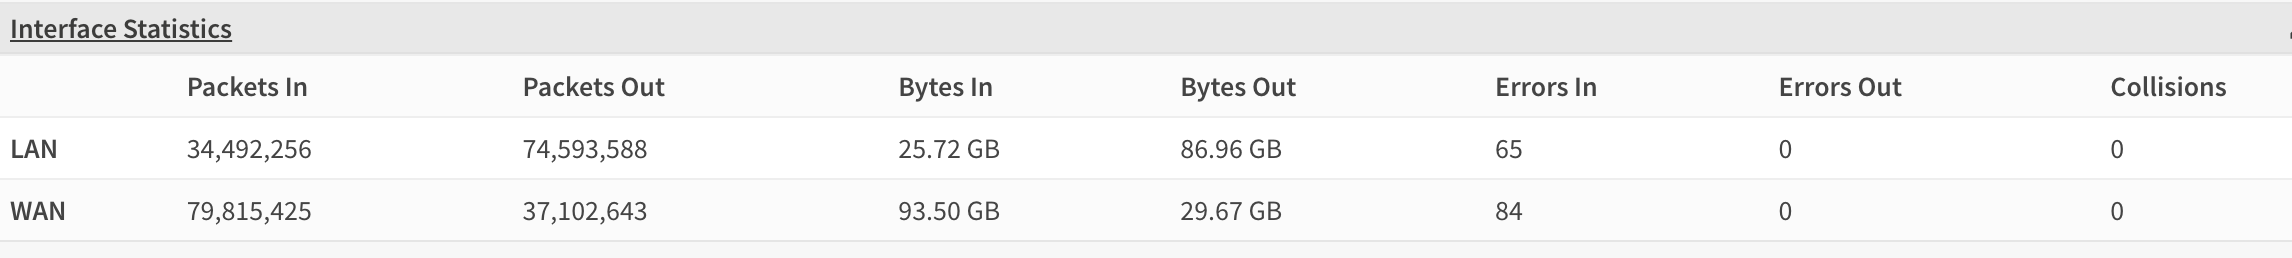 Interface Statistics
Packets In Packets Out Bytes In Bytes Out Errors In Errors Out Collisions
LAN 34,492,256 74,593,588 25.72 GB 86.96 GB 65 0 0
WAN 79,815,425 37,102,643 93.50 GB 29.67 GB 84 0 0